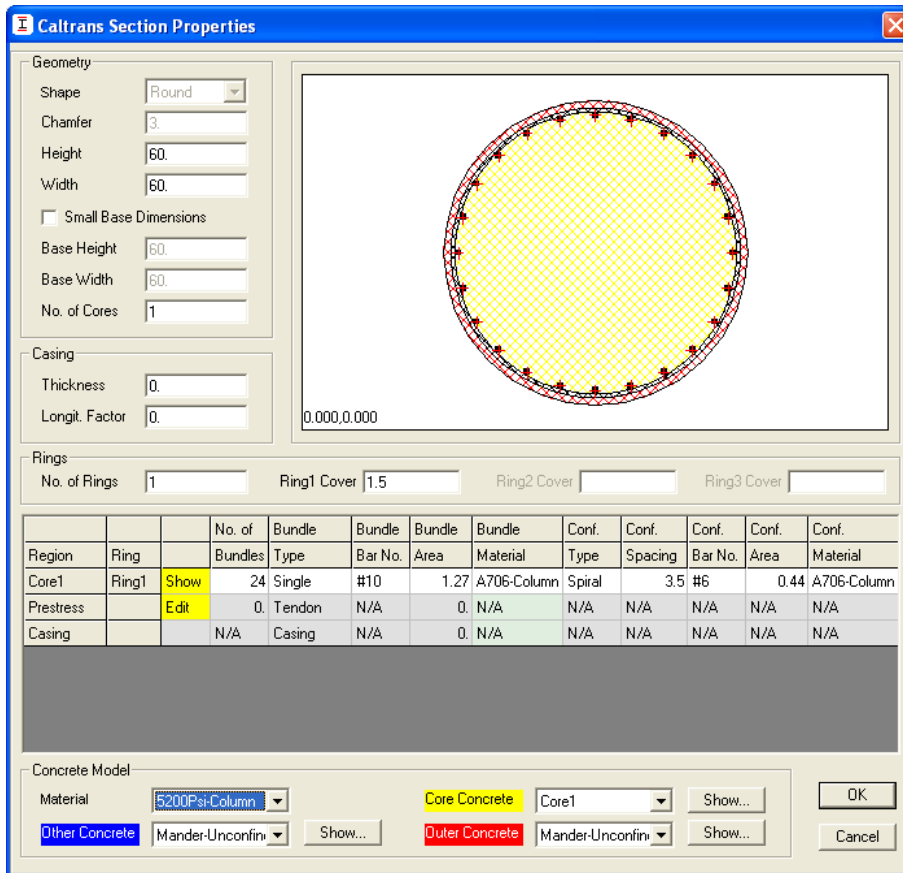 Caltrans Section Properties
Geometry
Shape Round
Chamfer 3.
Height 60.
Width 60.
Small Base Dimensions
Base Height 60.
Base Width 60.
No. of Cores 1
Casing
Thickness 0.
Longit. Factor 0.
0.000,0.000
Rings
No. of Rings 1 Ring1 Cover 1.5 Ring2 Cover Ring3 Cover
No. of Bundle Bundle Bundle Bundle Conf. Conf. Conf. Conf. Conf.
Region Ring Bundles Type Bar No. Area Material Type Spacing Bar No. Area Material
Core1 Ring1 Show 24 Single #10 1.27 A706-Column Spiral 3.5 #6 0.44 A706-Column
Prestress Edit 0. Tendon N/A 0. N/A N/A N/A N/A N/A N/A
Casing N/A Casing N/A 0. N/A N/A N/A N/A N/A N/A
Concrete Model
Material 5200Psi-Column Core Concrete Core1 Show... OK
Other Concrete Mander-Unconfin Show... Outer Concrete Mander-Unconfin Show... Cancel